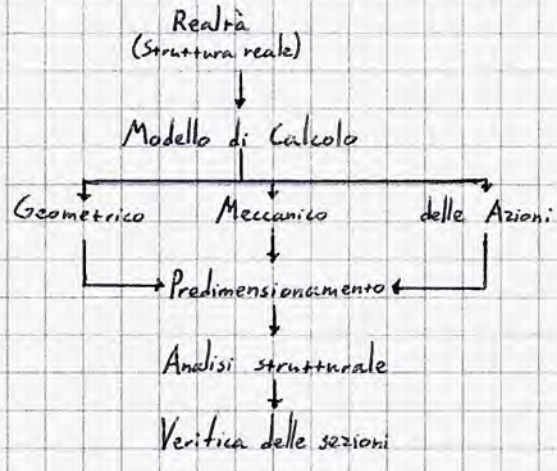 Realtà
(Struttura reale)
Modello di Calcolo
Geometrico Meccanico delle Azioni
Predimensionamento
Analisi strutturale
Verifica delle sezioni